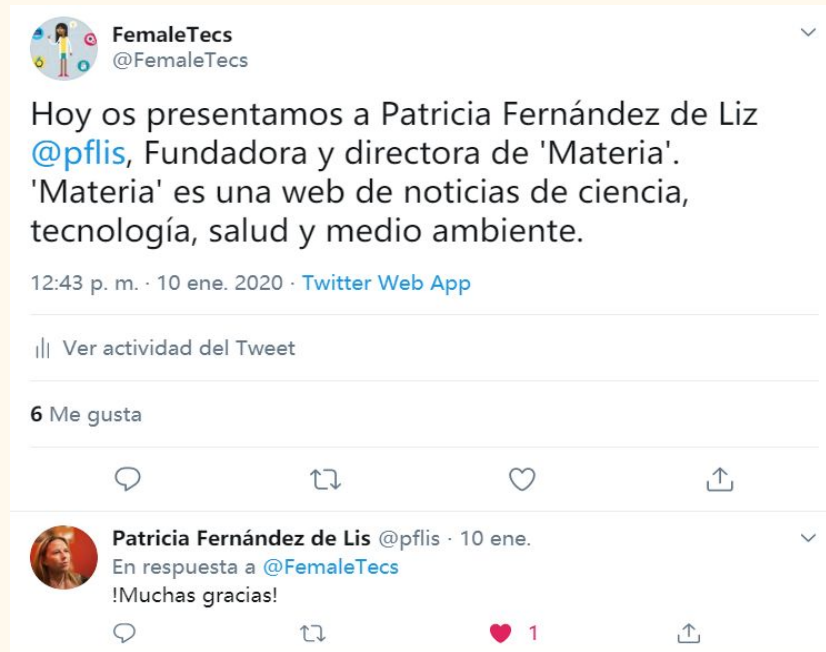 FemaleTecs
@FemaleTecs
Hoy os presentamos a Patricia Fernández de Liz
@pflis, Fundadora y directora de 'Materia'.
'Materia' es una web de noticias de ciencia,
tecnología, salud y medio ambiente.
12:43 p. m. · 10 ene. 2020 · Twitter Web App
Ver actividad del Tweet
6 Me gusta
Patricia Fernández de Lis @pflis · 10 ene.
En respuesta a @FemaleTecs
!Muchas gracias!
1